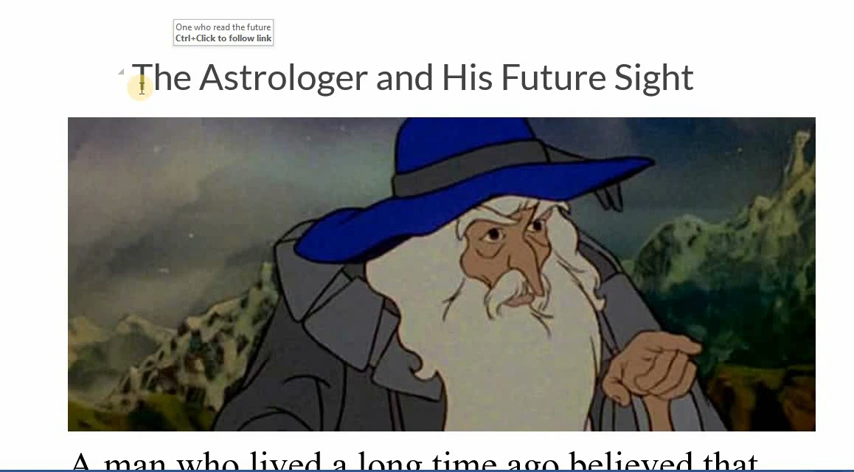 One who read the future
Ctrl+Click to follow link
The Astrologer and His Future Sight
A man who lived a long time ago believed that